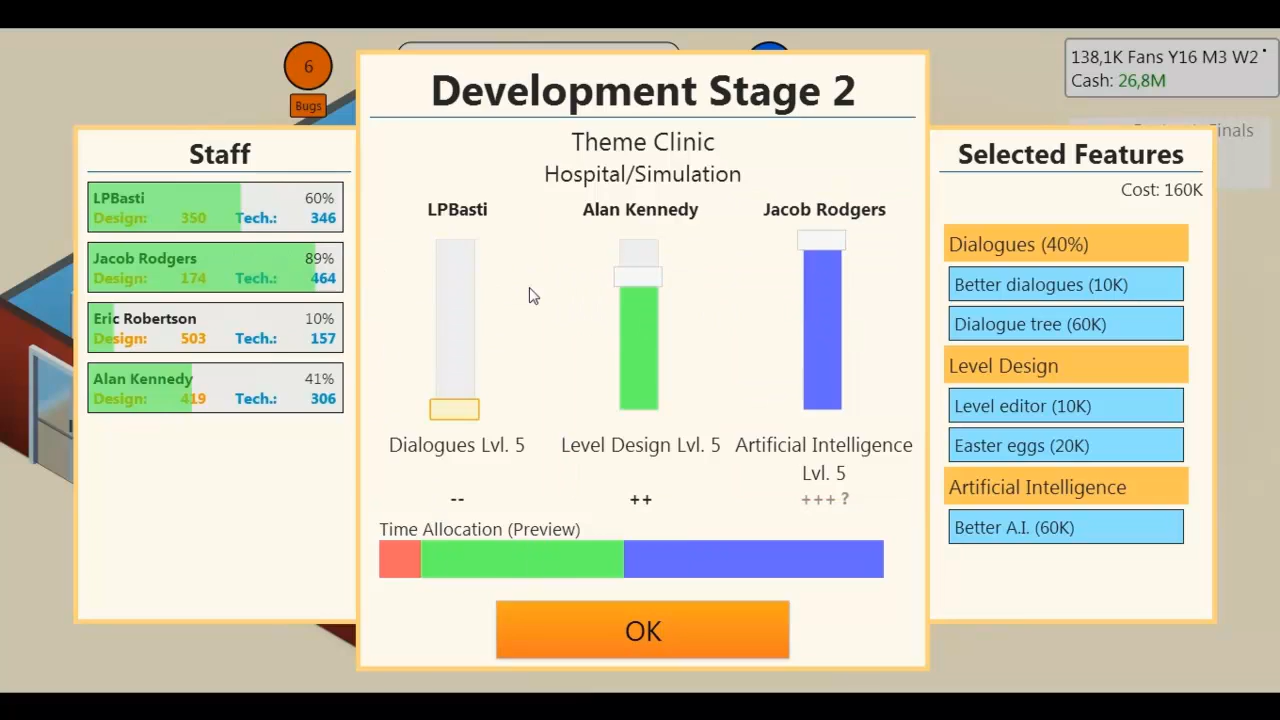 6
Bugs
138,1K Fans Y16 M3 W2
Cash: 26,8M
Finals
Development Stage 2
Theme Clinic
Hospital/Simulation
Staff
LPBasti 60%
Design: 350 Tech.: 346
Jacob Rodgers 89%
Design: 174 Tech.: 464
Eric Robertson 10%
Design: 503 Tech.: 157
Alan Kennedy 41%
Design: 419 Tech.: 306
LPBasti
Alan Kennedy
Jacob Rodgers
Dialogues Lvl. 5
Level Design Lvl. 5
Artificial Intelligence
Lvl. 5
--
++
+++ ?
Time Allocation (Preview)
OK
Selected Features
Cost: 160K
Dialogues (40%)
Better dialogues (10K)
Dialogue tree (60K)
Level Design
Level editor (10K)
Easter eggs (20K)
Artificial Intelligence
Better A.I. (60K)